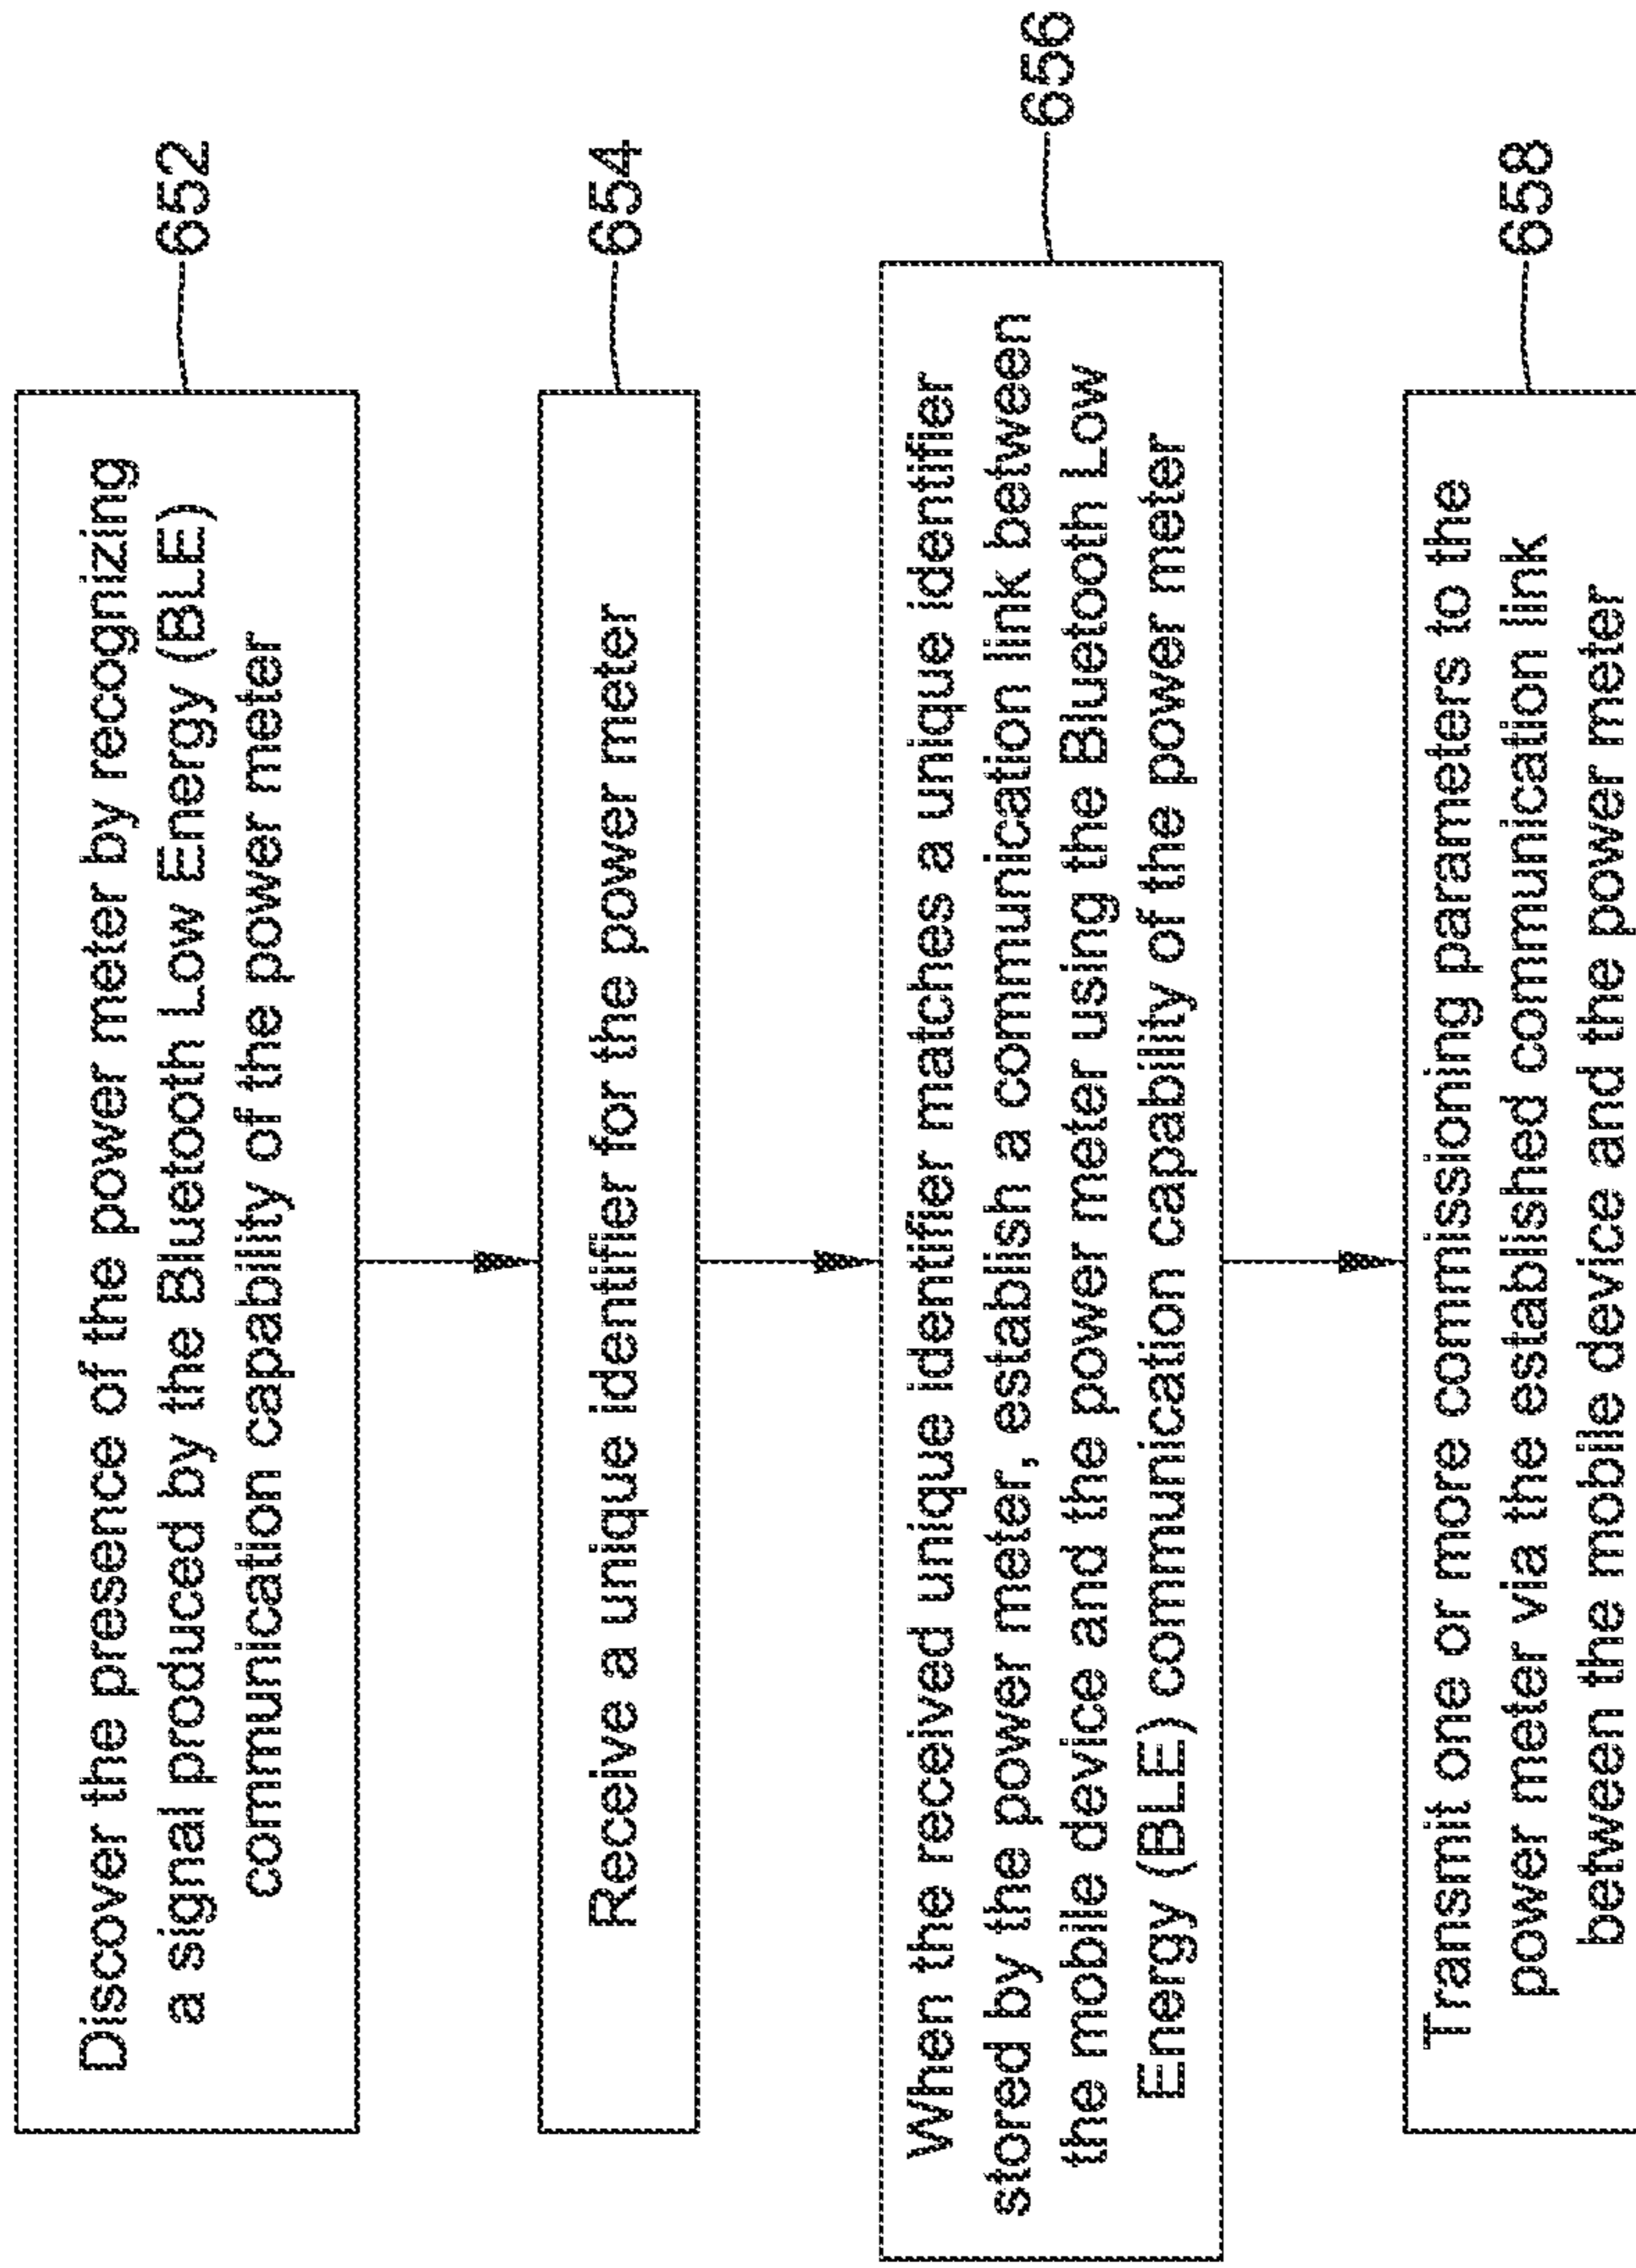 Discover the presence of the power meter by recognizing
a signal produced by the Bluetooth Low Energy (BLE)
communication capability of the power meter
652
Receive a unique identifier for the power meter
654
When the received unique identifier matches a unique identifier
stored by the power meter, establish a communication link between
the mobile device and the power meter using the Bluetooth Low
Energy (BLE) communication capability of the power meter
656
Transmit one or more commissioning parameters to the
power meter via the established communication link
between the mobile device and the power meter
658